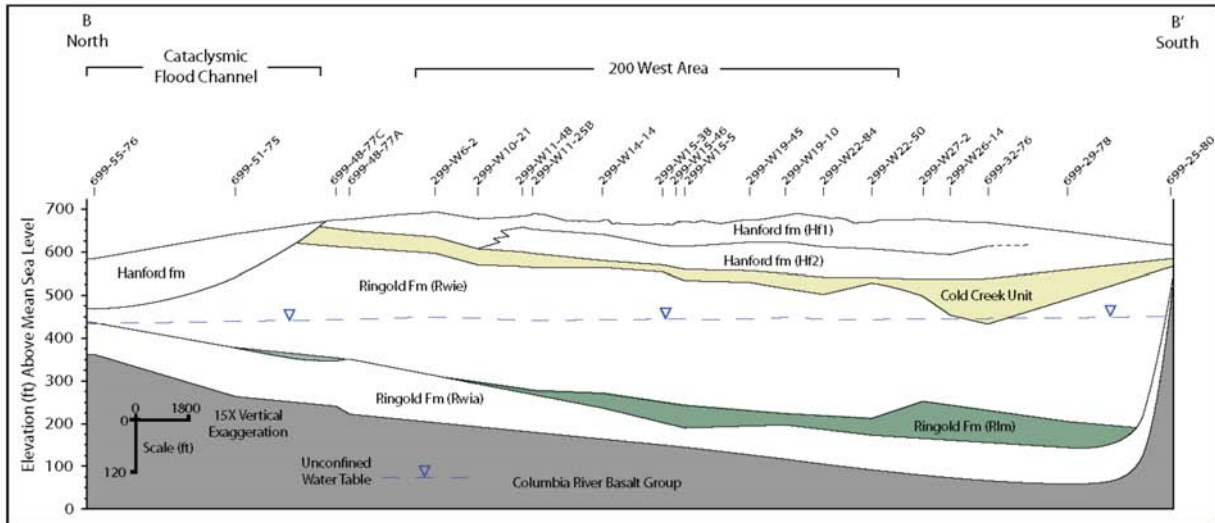 B
North
B'
South
Cataclysmic
Flood Channel
200 West Area
699-55-76
699-51-75
699-48-77C
699-48-77A
299-W6-2
299-W10-21
299-W11-48
299-W11-25B
299-W14-14
299-W15-38
299-W15-46
299-W15-5
299-W19-45
299-W19-10
299-W22-84
299-W22-50
299-W27-2
299-W26-14
699-32-76
699-29-78
699-25-80
Elevation (ft) Above Mean Sea Level
700
600
500
400
300
200
100
0
Hanford fm
Hanford fm (Hf1)
Hanford fm (Hf2)
Cold Creek Unit
Ringold Fm (Rwie)
Ringold Fm (Rwia)
Ringold Fm (Rlm)
0 1800
0
Scale (ft)
120
15X Vertical
Exaggeration
Unconfined
Water Table
Columbia River Basalt Group